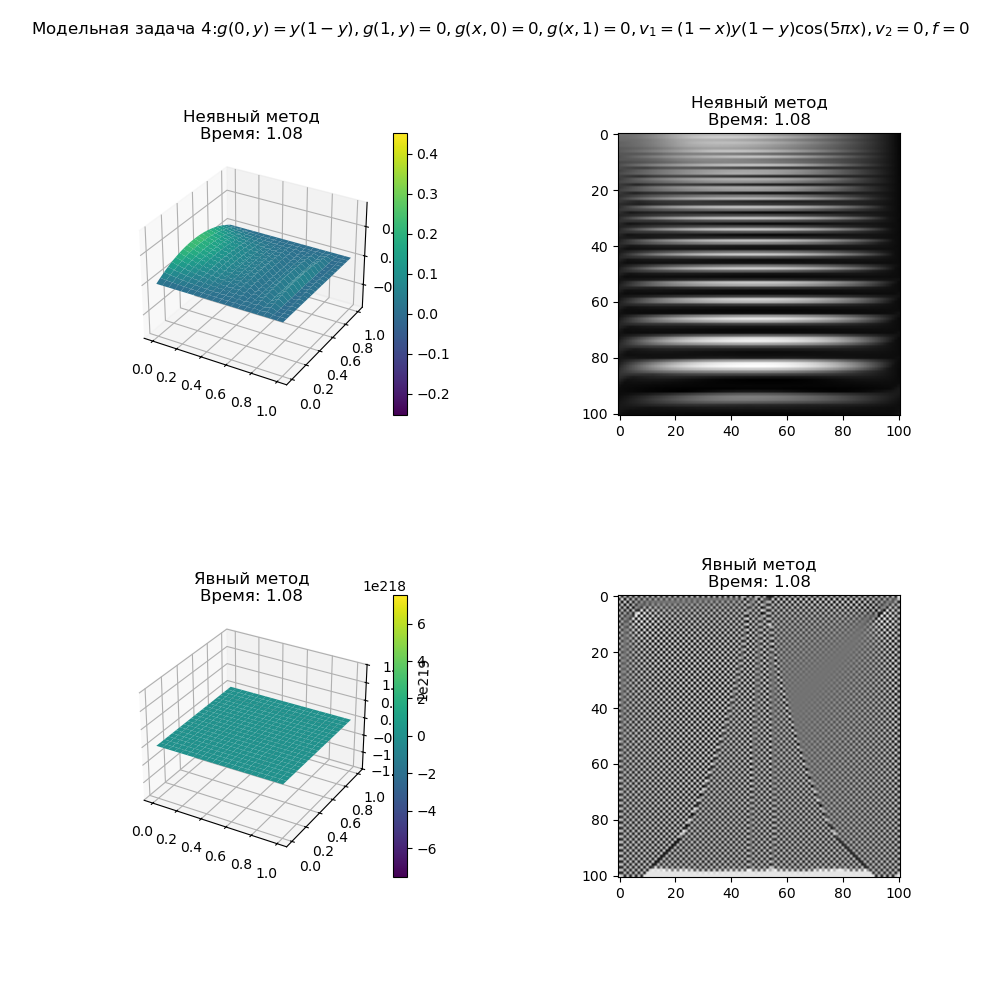 Модельная задача 4:g(0, y) = y(1 − y), g(1, y) = 0, g(x, 0) = 0, g(x, 1) = 0, v₁ = (1 − x)y(1 − y)cos(5πx), v₂ = 0, f = 0
Неявный метод
Время: 1.08
0.4
0.3
0.2
0.1
0.0
−0.1
−0.2
0.0 0.2 0.4 0.6 0.8 1.0
0.0 0.2 0.4 0.6 0.8 1.0
Неявный метод
Время: 1.08
0
20
40
60
80
100
0 20 40 60 80 100
Явный метод
Время: 1.08
1e218
6
4
2
0
−2
−4
−6
1e219
0.0 0.2 0.4 0.6 0.8 1.0
0.0 0.2 0.4 0.6 0.8 1.0
Явный метод
Время: 1.08
0
20
40
60
80
100
0 20 40 60 80 100